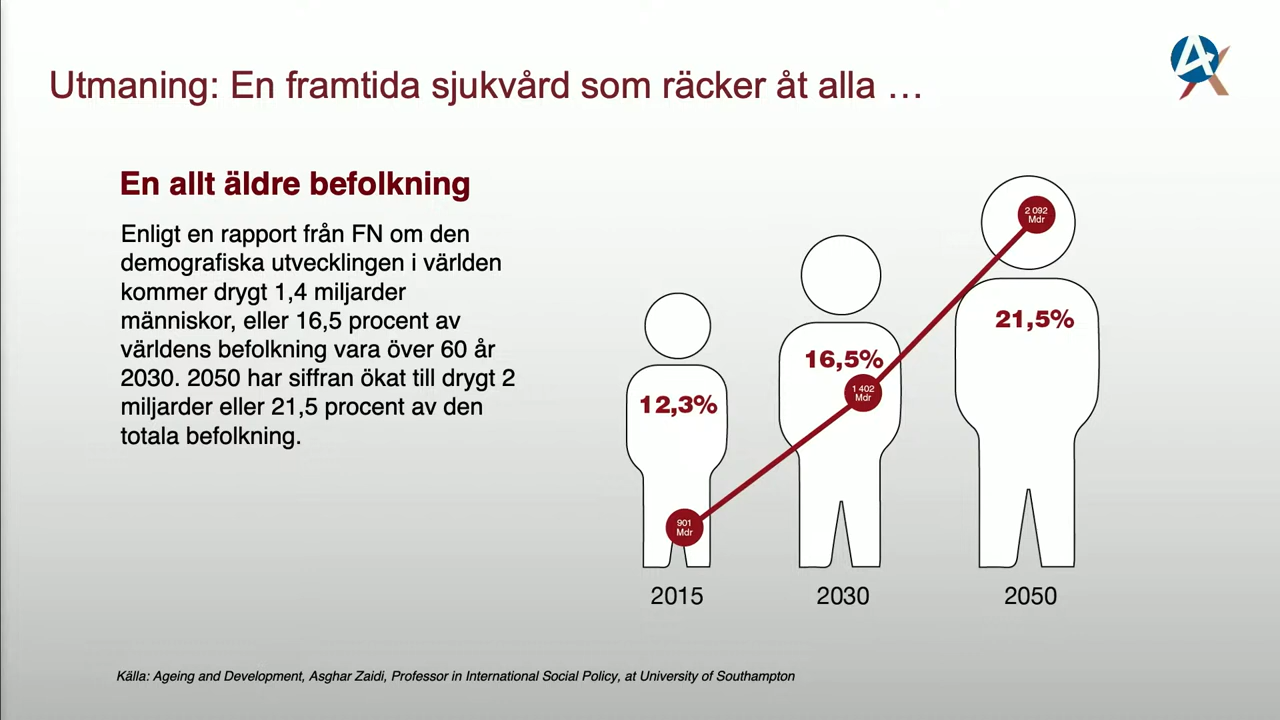 Utmaning: En framtida sjukvård som räcker åt alla …
En allt äldre befolkning
Enligt en rapport från FN om den
demografiska utvecklingen i världen
kommer drygt 1,4 miljarder
människor, eller 16,5 procent av
världens befolkning vara över 60 år
2030. 2050 har siffran ökat till drygt 2
miljarder eller 21,5 procent av den
totala befolkning.
12,3%
901
Mdr
2015
16,5%
1 402
Mdr
2030
2 092
Mdr
21,5%
2050
Källa: Ageing and Development, Asghar Zaidi, Professor in International Social Policy, at University of Southampton